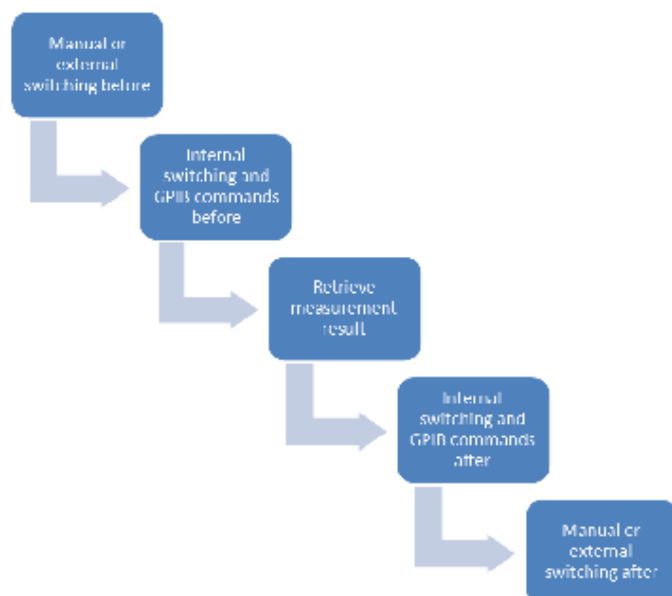 Manual or
external
switching before
Internal
switching and
GPIB commands
before
Retrieve
measurement
result
Internal
switching and
GPIB commands
after
Manual or
external
switching after